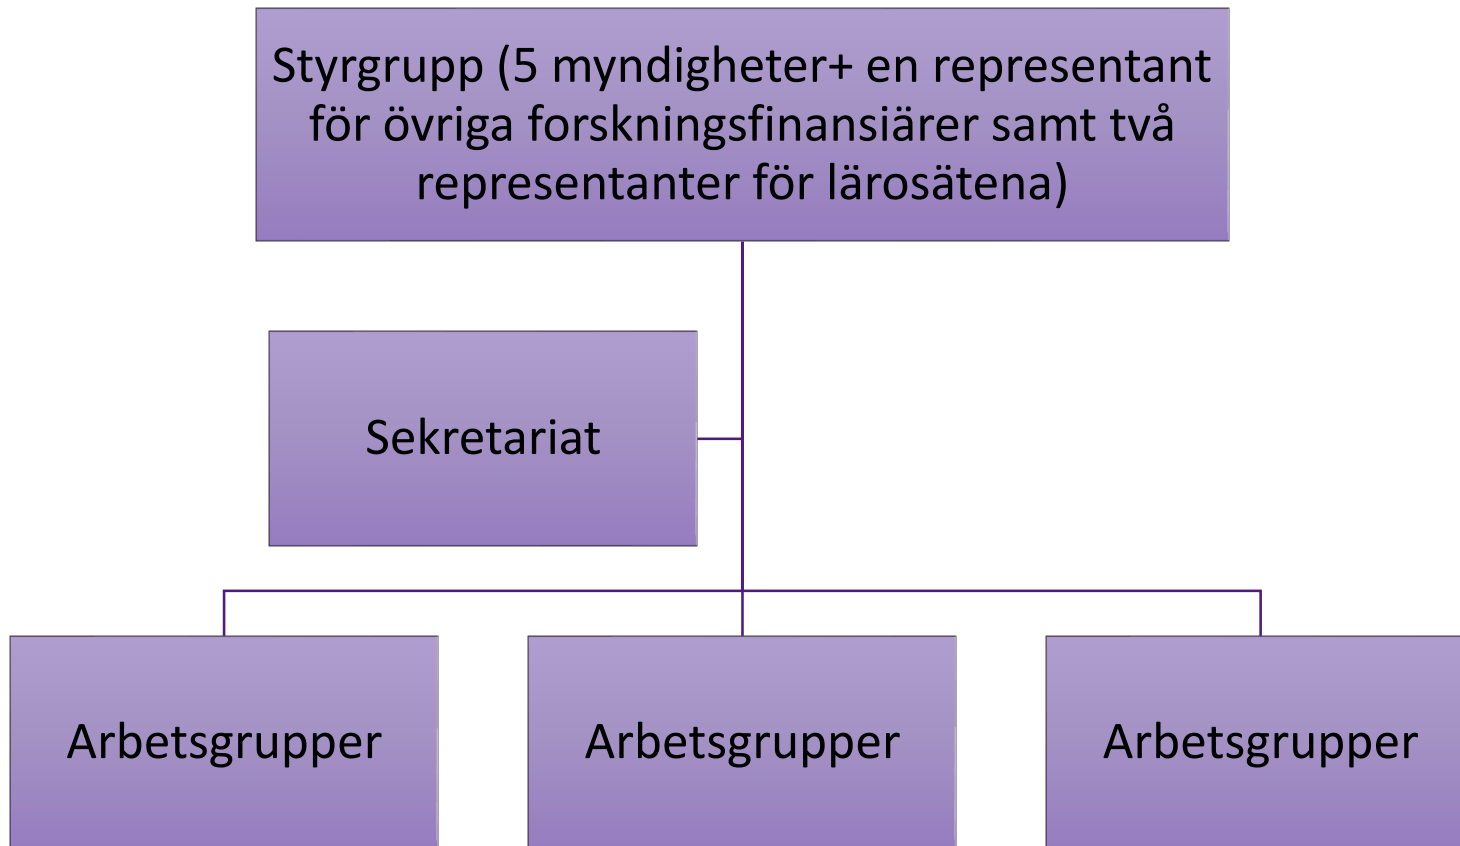 Styrgrupp (5 myndigheter+ en representant
för övriga forskningsfinansiärer samt två
representanter för lärosätena)
Sekretariat
Arbetsgrupper
Arbetsgrupper
Arbetsgrupper